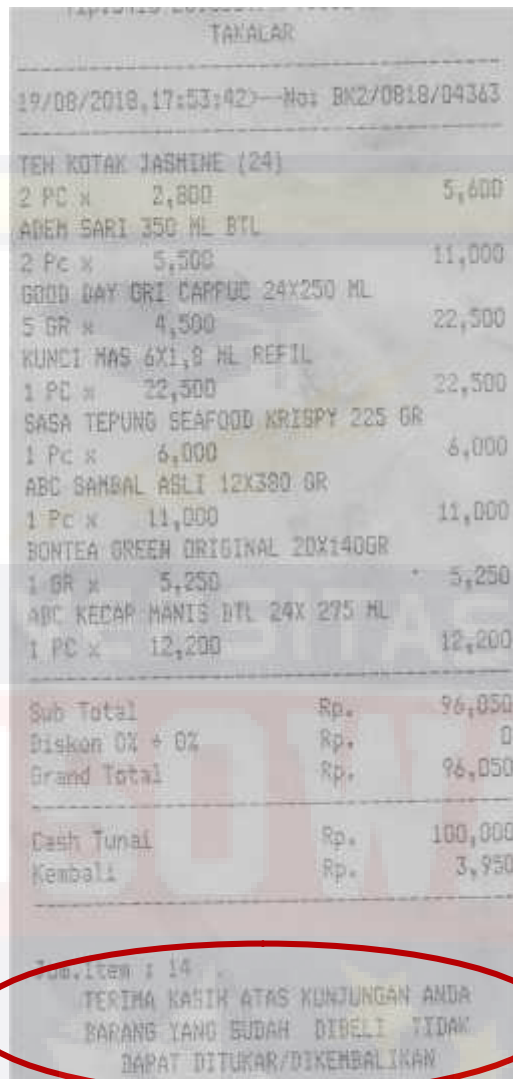 TAKALAR
19/08/2018,17:53:42>--No: BK2/0818/04363
TEH KOTAK JASMINE (24)
2 PC x 2,800 5,600
ADEM SARI 350 ML BTL
2 Pc x 5,500 11,000
GOOD DAY ORI CAPPUC 24X250 ML
5 GR x 4,500 22,500
KUNCI MAS 6X1,8 ML REFIL
1 PC x 22,500 22,500
SASA TEPUNG SEAFOOD KRISPY 225 GR
1 Pc x 6,000 6,000
ABC SAMBAL ASLI 12X380 GR
1 Pc x 11,000 11,000
BONTEA GREEN ORIGINAL 20X140GR
1 GR x 5,250 5,250
ABC KECAP MANIS BTL 24X 275 ML
1 PC x 12,200 12,200
Sub Total Rp. 96,050
Diskon 0% + 0% Rp. 0
Grand Total Rp. 96,050
Cash Tunai Rp. 100,000
Kembali Rp. 3,950
Jum.Item : 14
TERIMA KASIH ATAS KUNJUNGAN ANDA
BARANG YANG SUDAH DIBELI TIDAK
DAPAT DITUKAR/DIKEMBALIKAN